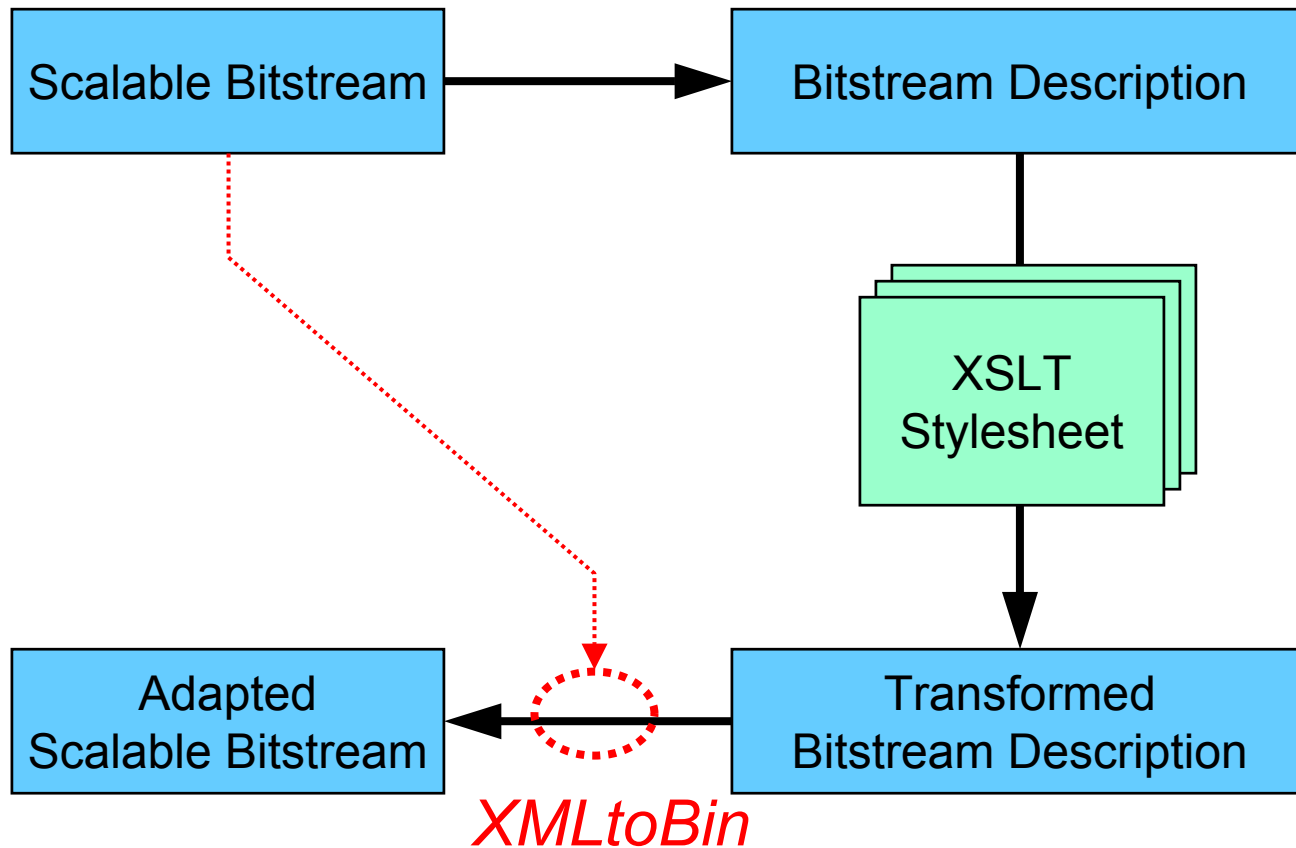 Scalable Bitstream
Bitstream Description
XSLT
Stylesheet
Adapted
Scalable Bitstream
Transformed
Bitstream Description
XMLtoBin